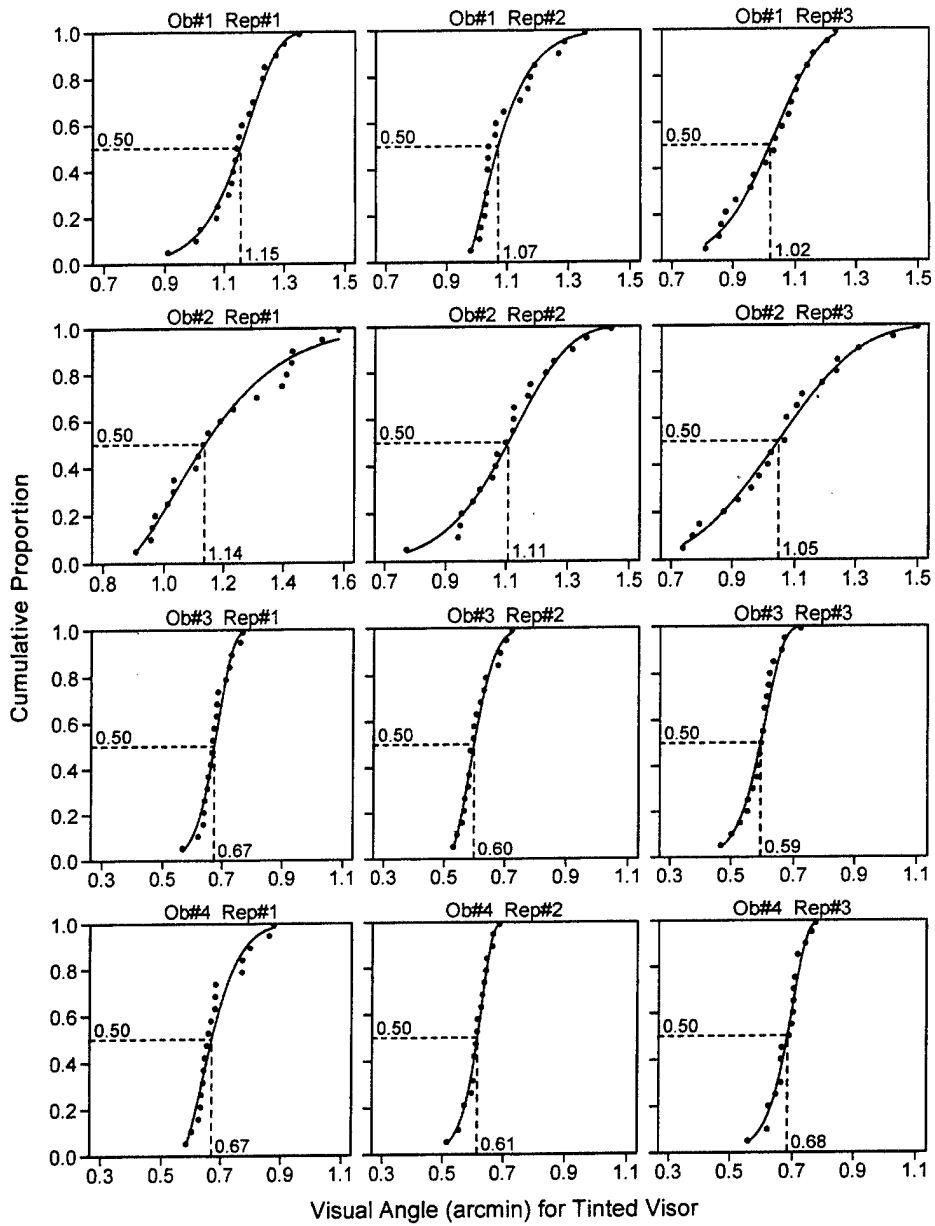 Ob#1 Rep#1
Ob#1 Rep#2
Ob#1 Rep#3
1.0
0.8
0.6
0.4
0.2
0.0
0.50
1.15
0.50
1.07
0.50
1.02
0.7 0.9 1.1 1.3 1.5
0.7 0.9 1.1 1.3 1.5
0.7 0.9 1.1 1.3 1.5
Ob#2 Rep#1
Ob#2 Rep#2
Ob#2 Rep#3
1.0
0.8
0.6
0.4
0.2
0.0
0.50
1.14
0.50
1.11
0.50
1.05
0.8 1.0 1.2 1.4 1.6
0.7 0.9 1.1 1.3 1.5
0.7 0.9 1.1 1.3 1.5
Cumulative Proportion
Ob#3 Rep#1
Ob#3 Rep#2
Ob#3 Rep#3
1.0
0.8
0.6
0.4
0.2
0.0
0.50
0.67
0.50
0.60
0.50
0.59
0.3 0.5 0.7 0.9 1.1
0.3 0.5 0.7 0.9 1.1
0.3 0.5 0.7 0.9 1.1
Ob#4 Rep#1
Ob#4 Rep#2
Ob#4 Rep#3
1.0
0.8
0.6
0.4
0.2
0.0
0.50
0.67
0.50
0.61
0.50
0.68
0.3 0.5 0.7 0.9 1.1
0.3 0.5 0.7 0.9 1.1
0.3 0.5 0.7 0.9 1.1
Visual Angle (arcmin) for Tinted Visor